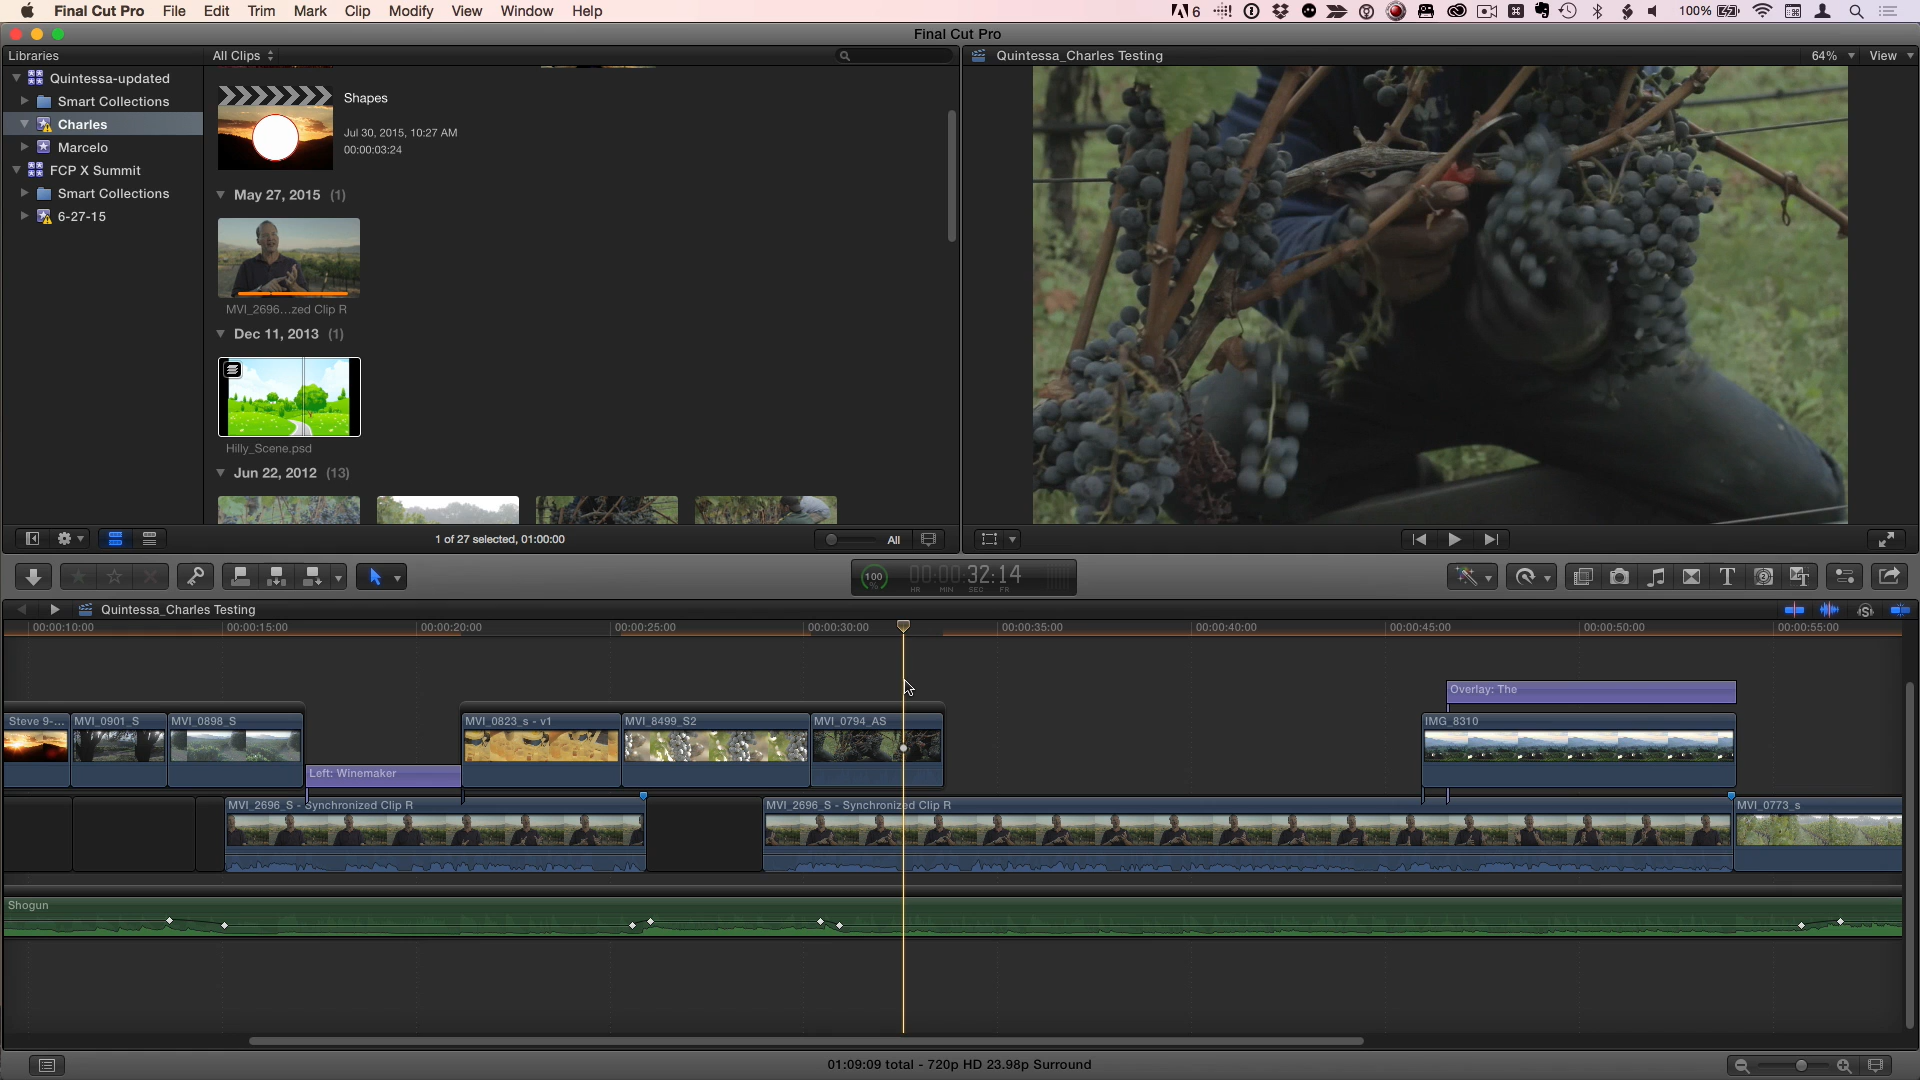 Final Cut Pro File Edit Trim Mark Clip Modify View Window Help 6 100%
Final Cut Pro
Libraries
All Clips
Quintessa_Charles Testing 64% View
Quintessa-updated
Smart Collections
Charles
Marcelo
FCP X Summit
Smart Collections
6-27-15
Shapes
Jul 30, 2015, 10:27 AM
00:00:03:24
May 27, 2015 (1)
MVI_2696...zed Clip R
Dec 11, 2013 (1)
Hilly_Scene.psd
Jun 22, 2012 (13)
1 of 27 selected, 01:00:00
All
100 % 00:00:32:14
HR MIN SEC FR
Quintessa_Charles Testing
00:00:10:00 00:00:15:00 00:00:20:00 00:00:25:00 00:00:30:00 00:00:35:00 00:00:40:00 00:00:45:00 00:00:50:00 00:00:55:00
Overlay: The
Steve 9-... MVI_0901_S MVI_0898_S MVI_0823_s - v1 MVI_8499_S2 MVI_0794_AS IMG_8310
Left: Winemaker
MVI_2696_S - Synchronized Clip R MVI_2696_S - Synchronized Clip R MVI_0773_s
Shogun
01:09:09 total - 720p HD 23.98p Surround